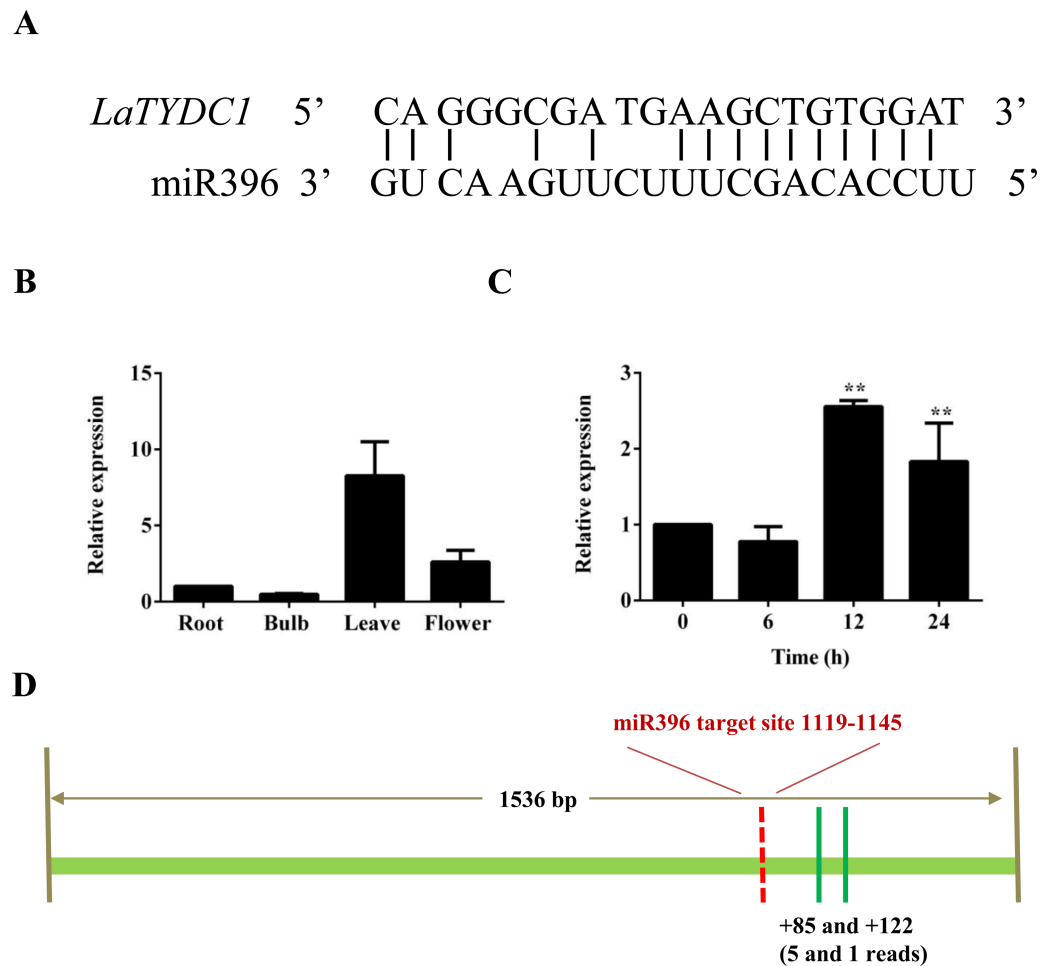 A
LaTYDC1 5’ CA GGGCGA TGAAGCTGTGGAT 3’
miR396 3’ GU CAAGUUCUUUCGACACCUU 5’
B
C
15
10
5
0
Relative expression
Root Bulb Leave Flower
3
2
1
0
Relative expression
**
**
0 6 12 24
Time (h)
D
miR396 target site 1119-1145
1536 bp
+85 and +122
(5 and 1 reads)